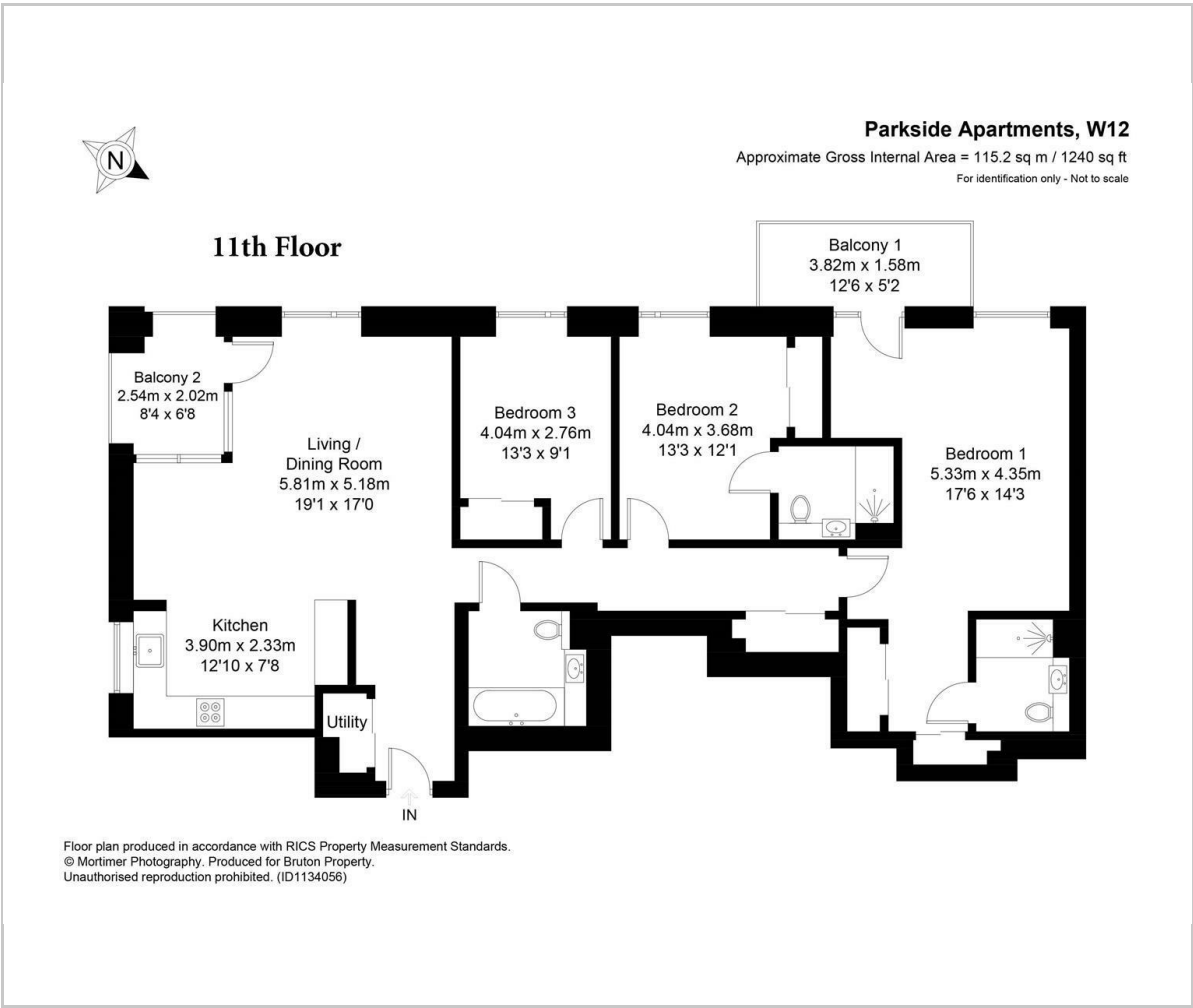 Parkside Apartments, W12
Approximate Gross Internal Area = 115.2 sq m / 1240 sq ft
For identification only - Not to scale
N
11th Floor
Balcony 1
3.82m x 1.58m
12'6 x 5'2
Balcony 2
2.54m x 2.02m
8'4 x 6'8
Living /
Dining Room
5.81m x 5.18m
19'1 x 17'0
Bedroom 3
4.04m x 2.76m
13'3 x 9'1
Bedroom 2
4.04m x 3.68m
13'3 x 12'1
Bedroom 1
5.33m x 4.35m
17'6 x 14'3
Kitchen
3.90m x 2.33m
12'10 x 7'8
Utility
IN
Floor plan produced in accordance with RICS Property Measurement Standards.
© Mortimer Photography. Produced for Bruton Property.
Unauthorised reproduction prohibited. (ID1134056)